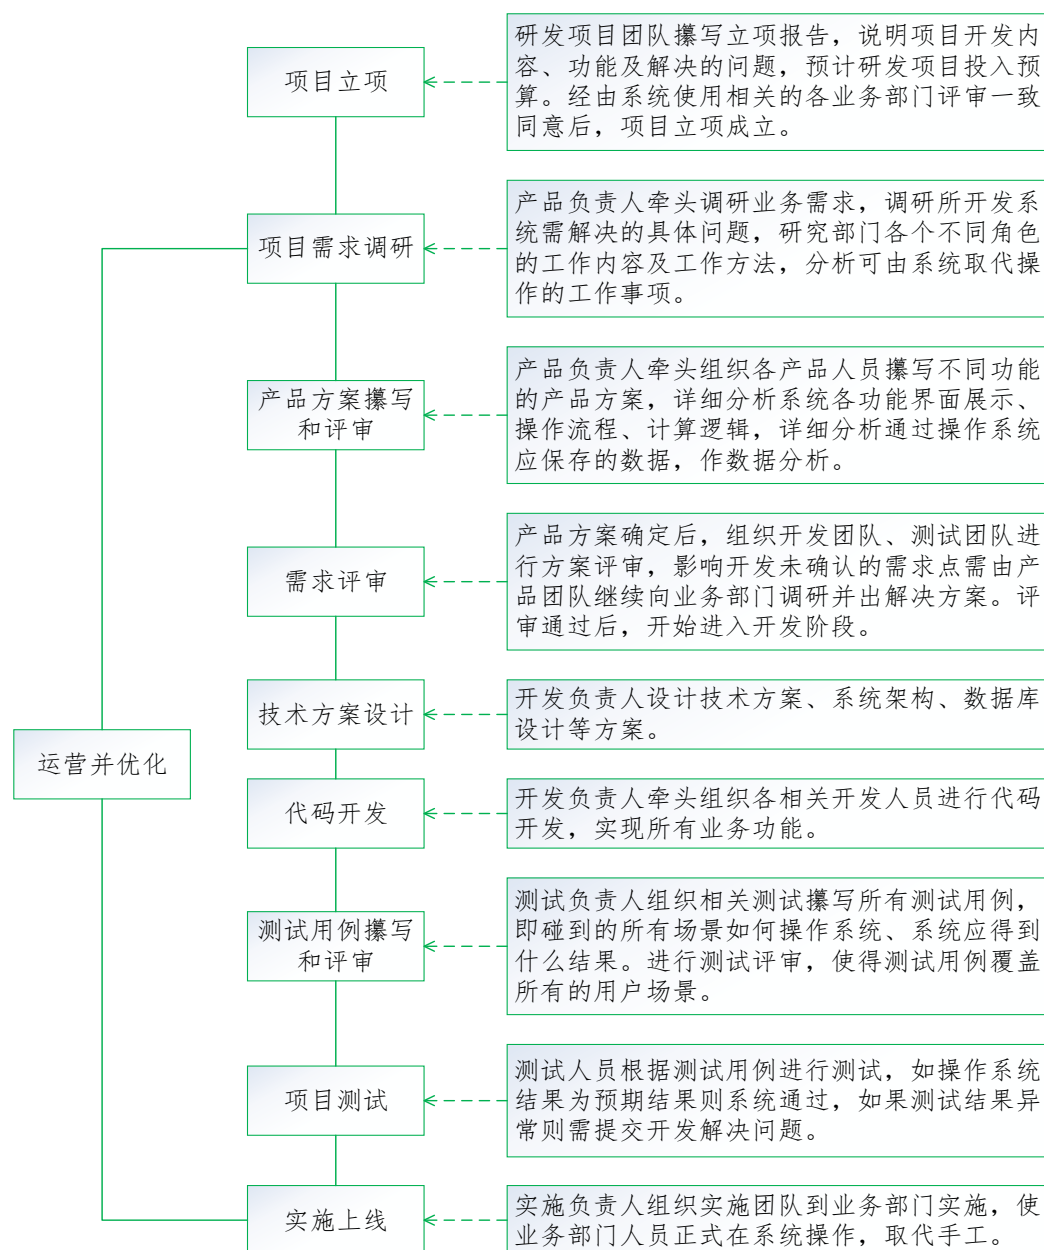 项目立项
研发项目团队攥写立项报告，说明项目开发内
容、功能及解决的问题，预计研发项目投入预
算。经由系统使用相关的各业务部门评审一致
同意后，项目立项成立。
项目需求调研
产品负责人牵头调研业务需求，调研所开发系
统需解决的具体问题，研究部门各个不同角色
的工作内容及工作方法，分析可由系统取代操
作的工作事项。
产品方案攥写
和评审
产品负责人牵头组织各产品人员攥写不同功能
的产品方案，详细分析系统各功能界面展示、
操作流程、计算逻辑，详细分析通过操作系统
应保存的数据，作数据分析。
需求评审
产品方案确定后，组织开发团队、测试团队进
行方案评审，影响开发未确认的需求点需由产
品团队继续向业务部门调研并出解决方案。评
审通过后，开始进入开发阶段。
技术方案设计
开发负责人设计技术方案、系统架构、数据库
设计等方案。
运营并优化
代码开发
开发负责人牵头组织各相关开发人员进行代码
开发，实现所有业务功能。
测试用例攥写
和评审
测试负责人组织相关测试攥写所有测试用例，
即碰到的所有场景如何操作系统、系统应得到
什么结果。进行测试评审，使得测试用例覆盖
所有的用户场景。
项目测试
测试人员根据测试用例进行测试，如操作系统
结果为预期结果则系统通过，如果测试结果异
常则需提交开发解决问题。
实施上线
实施负责人组织实施团队到业务部门实施，使
业务部门人员正式在系统操作，取代手工。